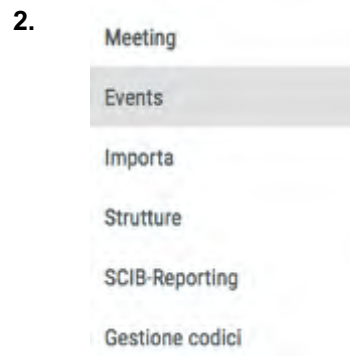 2.
Meeting
Events
Importa
Strutture
SCIB-Reporting
Gestione codici